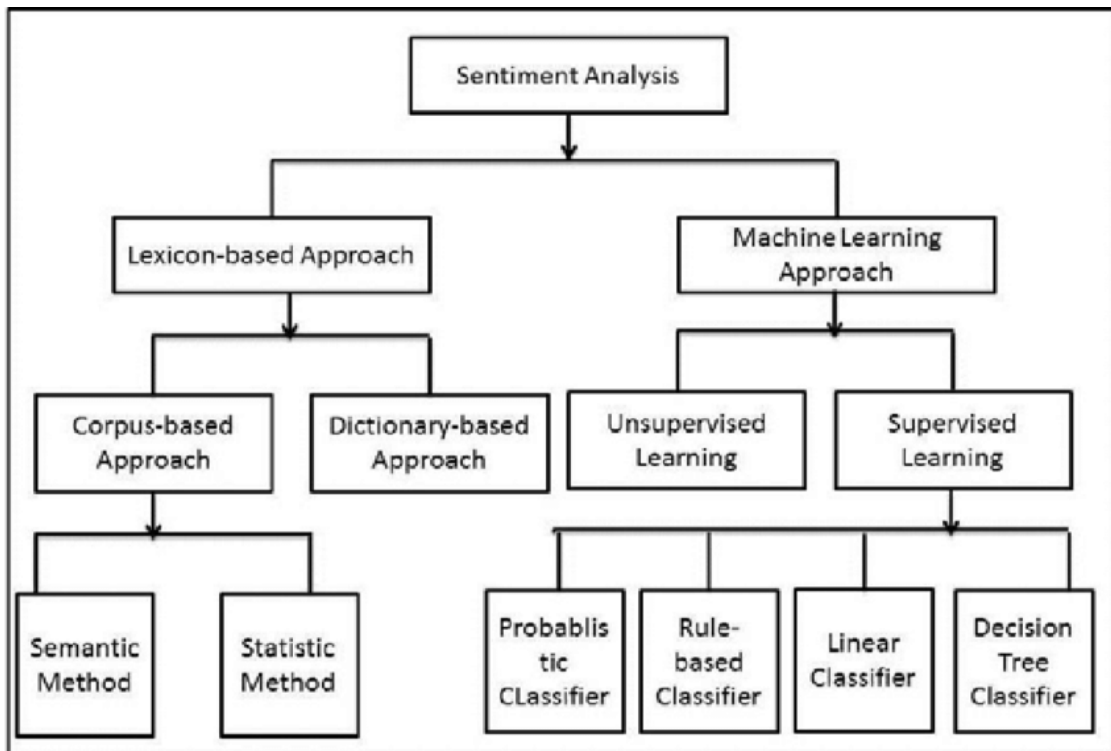 Sentiment Analysis
Lexicon-based Approach
Machine Learning
Approach
Corpus-based
Approach
Dictionary-based
Approach
Unsupervised
Learning
Supervised
Learning
Semantic
Method
Statistic
Method
Probablis
tic
CLassifier
Rule-
based
Classifier
Linear
Classifier
Decision
Tree
Classifier